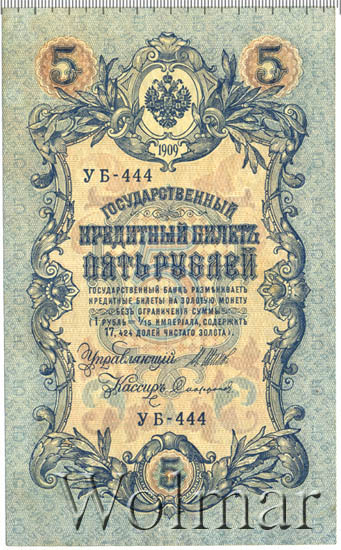 5 5
1909
УБ-444
ГОСУДАРСТВЕННЫЙ
КРЕДИТНЫЙ БИЛЕТЪ
ПЯТЬ РУБЛЕЙ
ГОСУДАРСТВЕННЫЙ БАНКЪ РАЗМѢНИВАЕТЪ
КРЕДИТНЫЕ БИЛЕТЫ НА ЗОЛОТУЮ МОНЕТУ
БЕЗЪ ОГРАНИЧЕНІЯ СУММЫ
(1 РУБЛЬ = 1/15 ИМПЕРІАЛА, СОДЕРЖИТЪ
17,424 ДОЛЕЙ ЧИСТАГО ЗОЛОТА)
Управляющій
Кассиръ
УБ-444
5
Wolmar